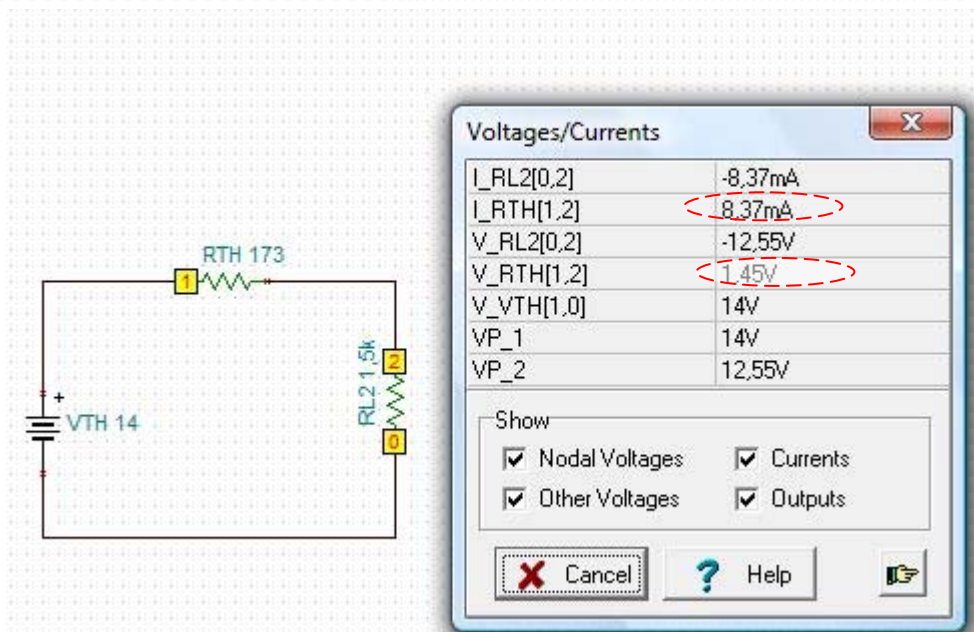 RTH 173
1
RL2 1,5k
2
0
+
VTH 14
Voltages/Currents
I_RL2[0,2] -8,37mA
I_RTH[1,2] 8,37mA
V_RL2[0,2] -12,55V
V_RTH[1,2] 1,45V
V_VTH[1,0] 14V
VP_1 14V
VP_2 12,55V
Show
Nodal Voltages Currents
Other Voltages Outputs
Cancel ? Help